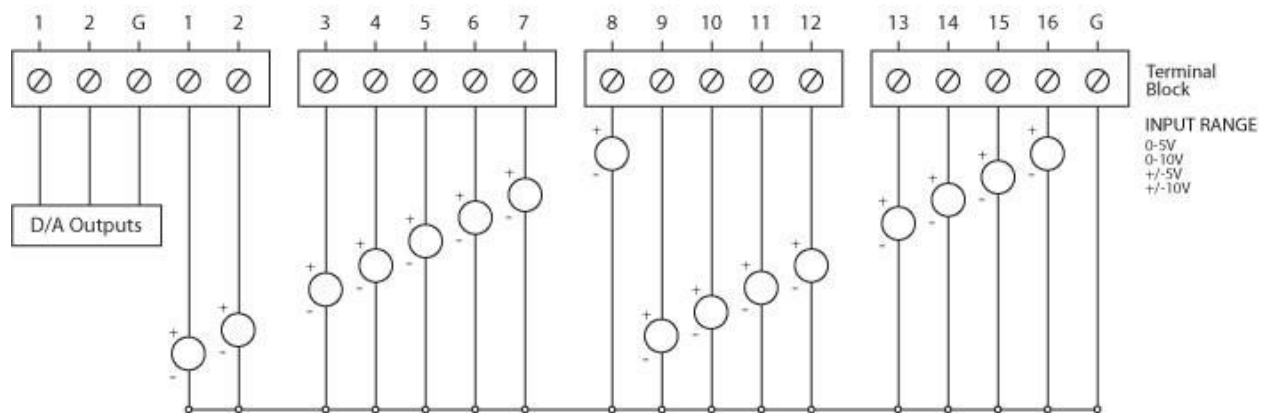 1 2 G 1 2 3 4 5 6 7 8 9 10 11 12 13 14 15 16 G
Terminal
Block
INPUT RANGE
0-5V
0-10V
+/-5V
+/-10V
D/A Outputs
+ + + + + + + + + + + + + + + +
- - - - - - - - - - - - - - - -